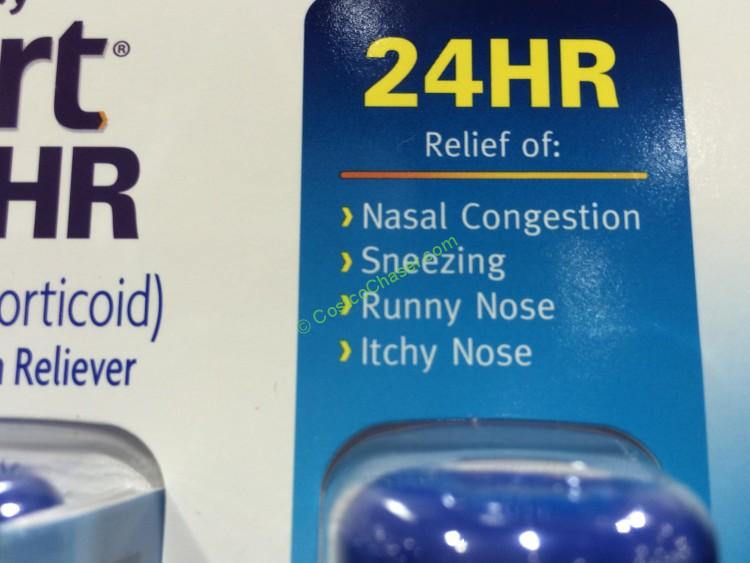 rt®
HR
orticoid)
Reliever
24HR
Relief of:
› Nasal Congestion
› Sneezing
› Runny Nose
› Itchy Nose
© CostcoChaser.com